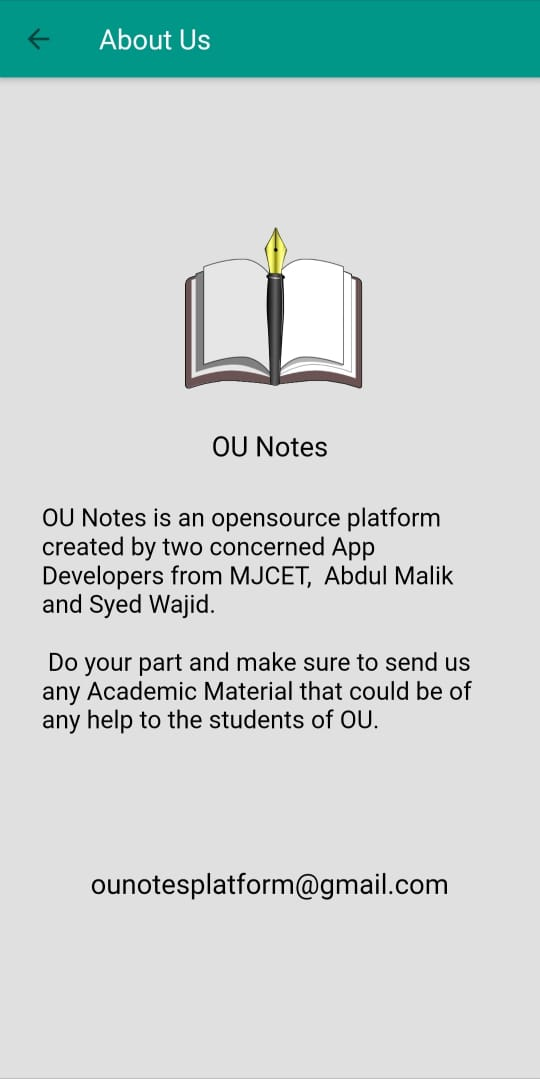 About Us
OU Notes
OU Notes is an opensource platform
created by two concerned App
Developers from MJCET,  Abdul Malik
and Syed Wajid.
Do your part and make sure to send us
any Academic Material that could be of
any help to the students of OU.
ounotesplatform@gmail.com